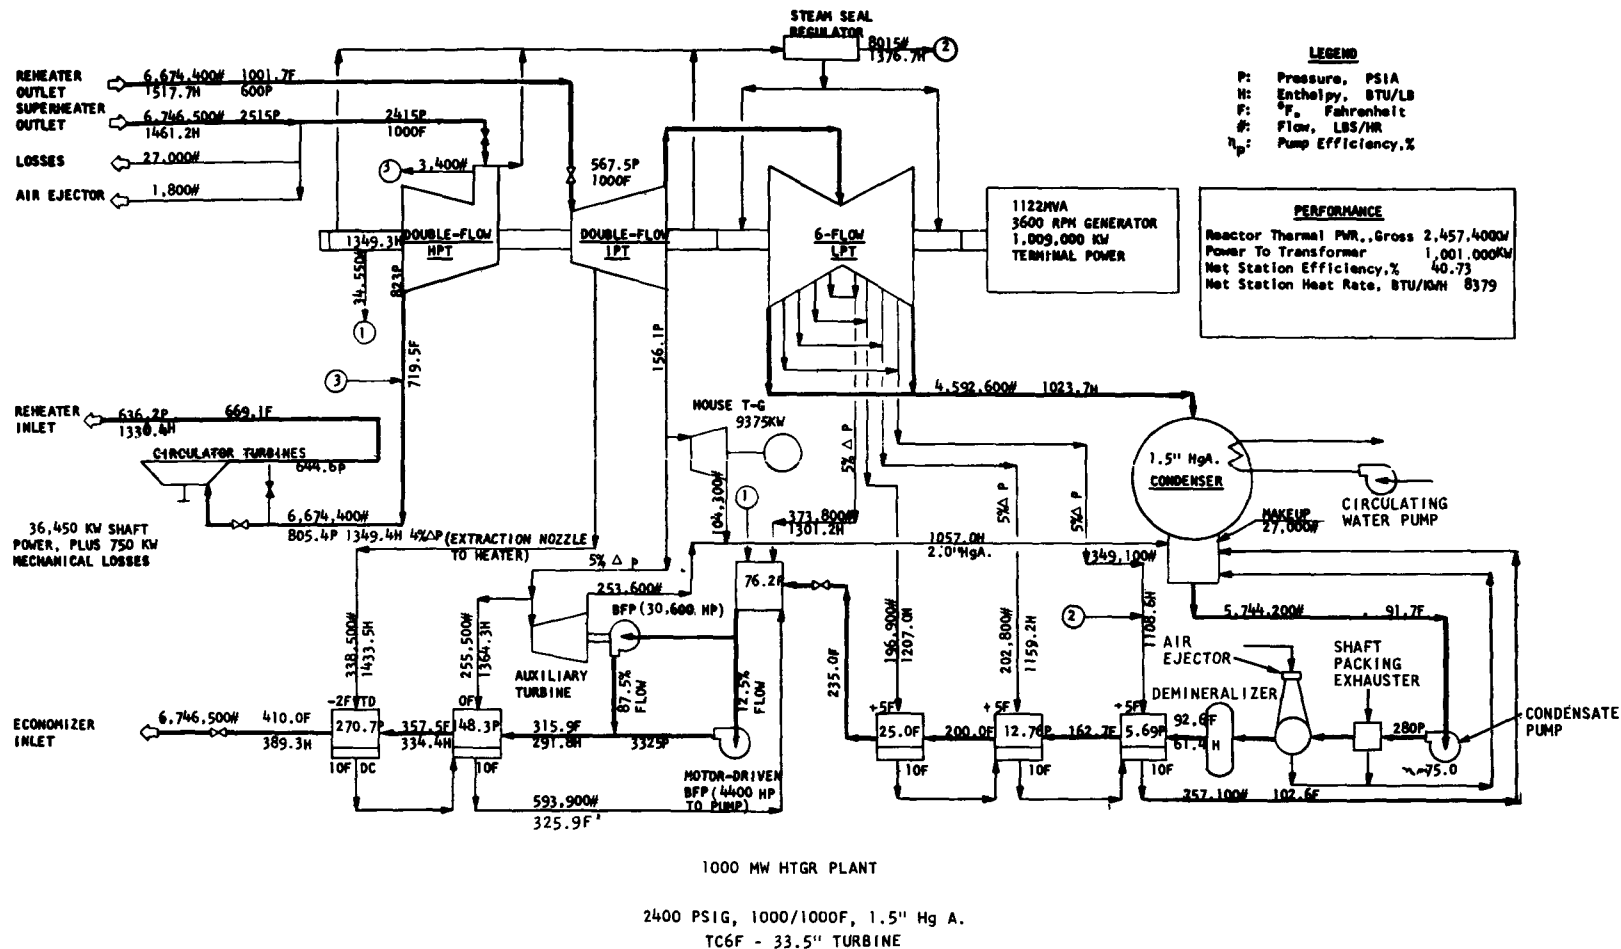 STEAM SEAL
REGULATOR
8015#
1376.7H
2
LEGEND
P: Pressure, PSIA
H: Enthalpy, BTU/LB
F: °F, Fahrenheit
#: Flow, LBS/HR
ηp: Pump Efficiency,%
REHEATER
OUTLET
6,674,400# 1001.7F
1517.7H 600P
SUPERHEATER
OUTLET
6,746,500# 2515P
1461.2H
2415P
1000F
LOSSES
27,000#
AIR EJECTOR
1,800#
3
3,400#
567.5P
1000F
1349.3H
DOUBLE-FLOW
HPT
DOUBLE-FLOW
IPT
6-FLOW
LPT
1122MVA
3600 RPM GENERATOR
1,009,000 KW
TERMINAL POWER
PERFORMANCE
Reactor Thermal PWR,,Gross 2,457,400KW
Power To Transformer 1,001,000KW
Net Station Efficiency,% 40.73
Net Station Heat Rate, BTU/KWH 8379
34,550#
823P
1
719.5F
156.1P
3
4,592,600# 1023.7H
REHEATER
INLET
636.2P 669.1F
1330.4H
CIRCULATOR TURBINES
644.6P
HOUSE T-G
9375KW
5% Δ P
1.5" HgA.
CONDENSER
CIRCULATING
WATER PUMP
MAKEUP
27,000#
36,450 KW SHAFT
POWER, PLUS 750 KW
MECHANICAL LOSSES
6,674,400#
805.4P 1349.4H
4%ΔP (EXTRACTION NOZZLE
TO HEATER)
104,300#
1
373,800#
1301.2H
5%Δ P
5%Δ P
1057.0H
2.0"HgA.
349,100#
5% Δ P
253,600#
BFP (30,600 HP)
76.2P
5,744,200# 91.7F
338,500#
1433.5H
255,500#
1364.3H
AUXILIARY
TURBINE
87.5%
FLOW
12.5%
FLOW
235.0F
196,900#
1207.0H
202,800#
1159.2H
2
1108.6H
AIR
EJECTOR
SHAFT
PACKING
EXHAUSTER
DEMINERALIZER
CONDENSATE
PUMP
ECONOMIZER
INLET
6,746,500# 410.0F
389.3H
-2F TD
270.7P
10F DC
357.5F
334.4H
0F
148.3P
10F
315.9F
291.8H 3325P
MOTOR-DRIVEN
BFP (4400 HP
TO PUMP)
+5F
10F
200.0F
+5F
12.76P
10F
162.7F
+5F
5.69P
10F
92.6F
61.4 H
280P
75.0
593,900#
325.9F
257,100# 102.6F
1000 MW HTGR PLANT
2400 PSIG, 1000/1000F, 1.5" Hg A.
TC6F - 33.5" TURBINE